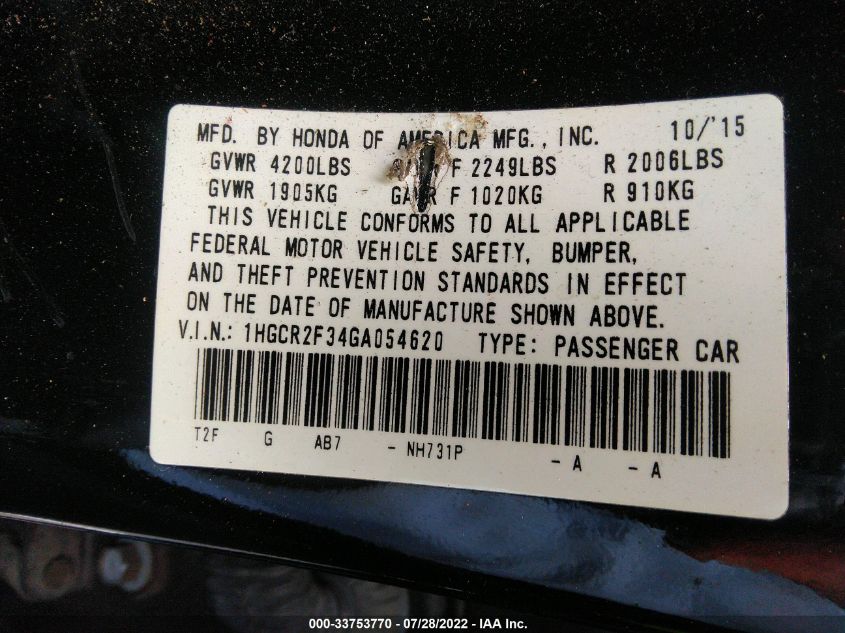 MFD. BY HONDA OF AMERICA MFG., INC. 10/'15
GVWR 4200LBS GAWR F 2249LBS R 2006LBS
GVWR 1905KG GAWR F 1020KG R 910KG
THIS VEHICLE CONFORMS TO ALL APPLICABLE
FEDERAL MOTOR VEHICLE SAFETY, BUMPER,
AND THEFT PREVENTION STANDARDS IN EFFECT
ON THE DATE OF MANUFACTURE SHOWN ABOVE.
V.I.N.: 1HGCR2F34GA054620 TYPE: PASSENGER CAR
T2F G AB7 - NH731P - A - A
000-33753770 - 07/28/2022 - IAA Inc.